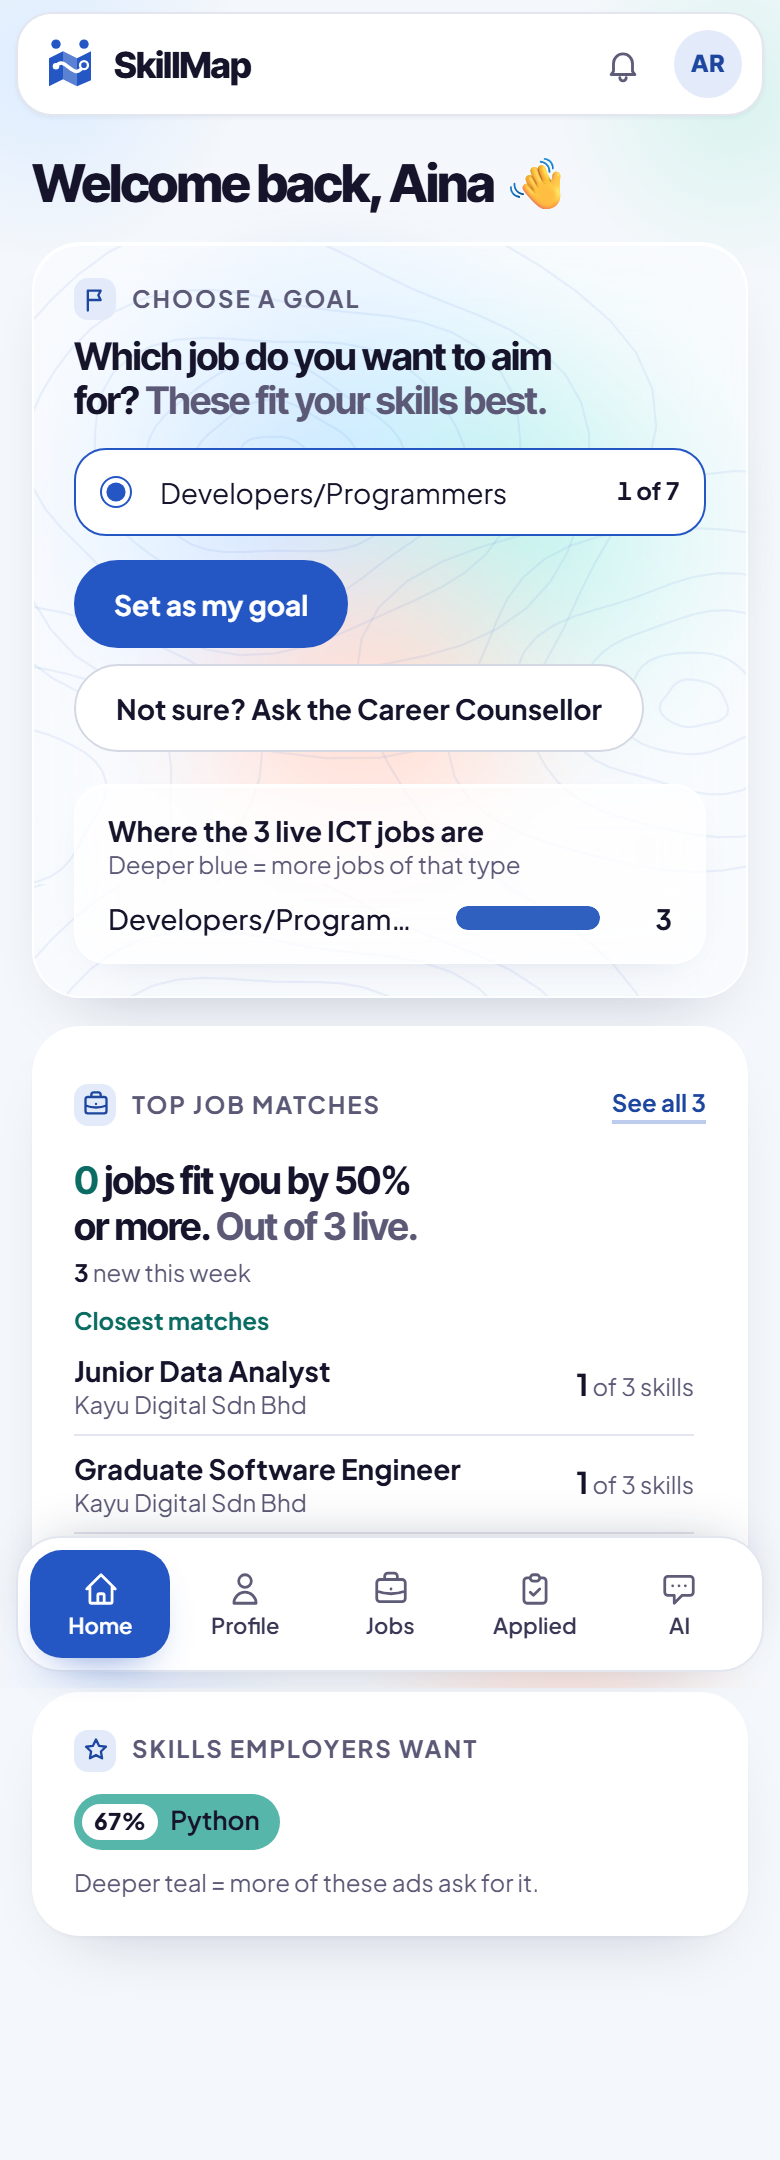 SkillMap
AR
Welcome back, Aina 👋
CHOOSE A GOAL
Which job do you want to aim
for? These fit your skills best.
Developers/Programmers
1 of 7
Set as my goal
Not sure? Ask the Career Counsellor
Where the 3 live ICT jobs are
Deeper blue = more jobs of that type
Developers/Program...
3
TOP JOB MATCHES
See all 3
0 jobs fit you by 50%
or more. Out of 3 live.
3 new this week
Closest matches
Junior Data Analyst
Kayu Digital Sdn Bhd
1 of 3 skills
Graduate Software Engineer
Kayu Digital Sdn Bhd
1 of 3 skills
Home
Profile
Jobs
Applied
AI
SKILLS EMPLOYERS WANT
67% Python
Deeper teal = more of these ads ask for it.